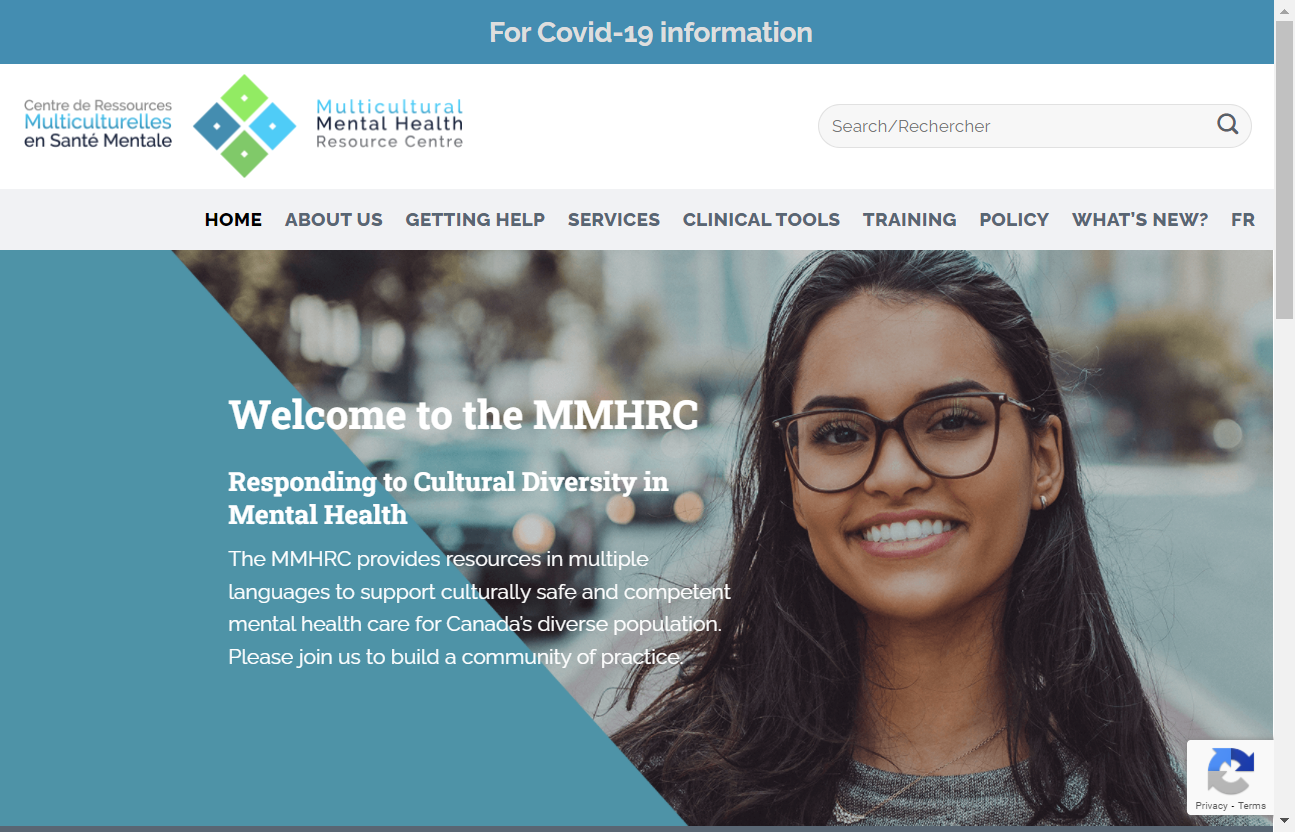 For Covid-19 information
Centre de Ressources
Multiculturelles
en Santé Mentale
Multicultural
Mental Health
Resource Centre
Search/Rechercher
HOME ABOUT US GETTING HELP SERVICES CLINICAL TOOLS TRAINING POLICY WHAT'S NEW? FR
Welcome to the MMHRC
Responding to Cultural Diversity in
Mental Health
The MMHRC provides resources in multiple
languages to support culturally safe and competent
mental health care for Canada's diverse population.
Please join us to build a community of practice.
Privacy - Terms